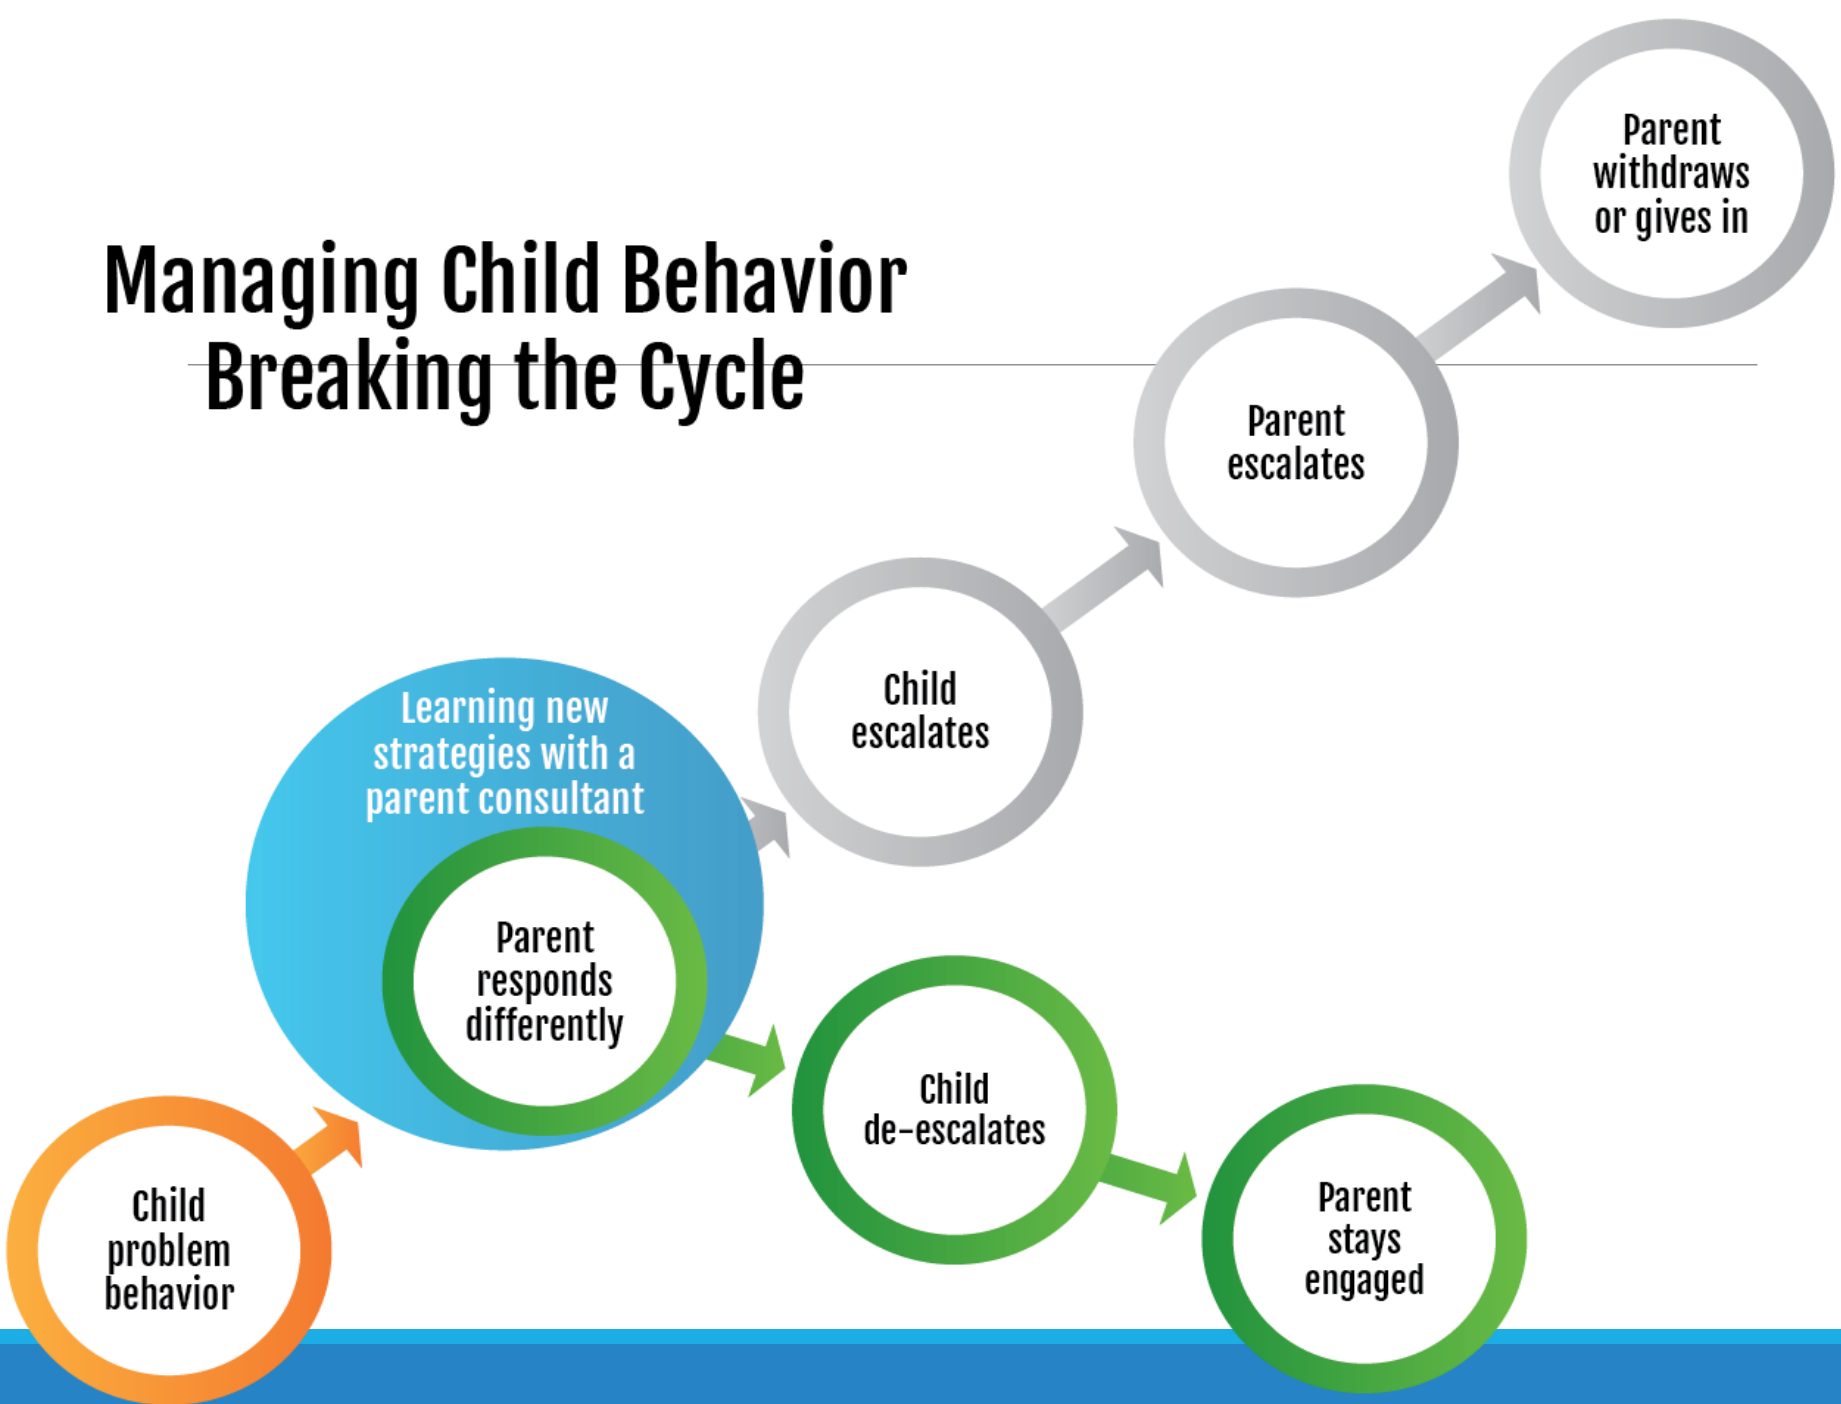 Managing Child Behavior
Breaking the Cycle
Parent
withdraws
or gives in
Parent
escalates
Child
escalates
Learning new
strategies with a
parent consultant
Parent
responds
differently
Child
de-escalates
Parent
stays
engaged
Child
problem
behavior